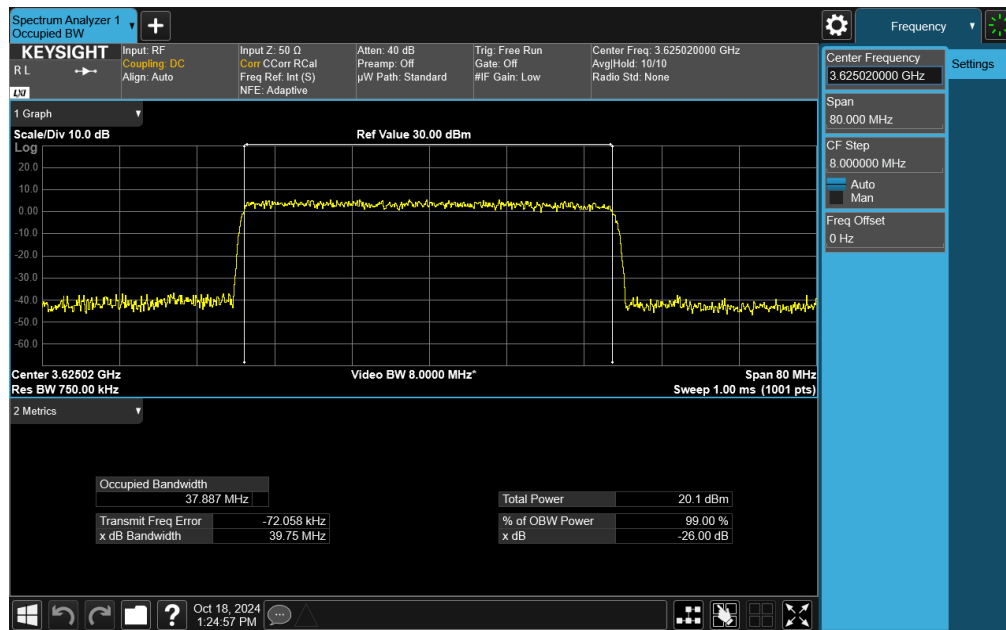 Spectrum Analyzer 1
Occupied BW
Frequency
KEYSIGHT
R L
LXI
Input: RF
Coupling: DC
Align: Auto
Input Z: 50 Ω
Corr CCorr RCal
Freq Ref: Int (S)
NFE: Adaptive
Atten: 40 dB
Preamp: Off
µW Path: Standard
Trig: Free Run
Gate: Off
#IF Gain: Low
Center Freq: 3.625020000 GHz
Avg|Hold: 10/10
Radio Std: None
Center Frequency
3.625020000 GHz
Settings
Span
80.000 MHz
CF Step
8.000000 MHz
Auto
Man
Freq Offset
0 Hz
1 Graph
Scale/Div 10.0 dB
Ref Value 30.00 dBm
Log
20.0
10.0
0.00
-10.0
-20.0
-30.0
-40.0
-50.0
-60.0
Center 3.62502 GHz
Video BW 8.0000 MHz*
Span 80 MHz
Res BW 750.00 kHz
Sweep 1.00 ms (1001 pts)
2 Metrics
Occupied Bandwidth
37.887 MHz
Total Power 20.1 dBm
Transmit Freq Error -72.058 kHz
% of OBW Power 99.00 %
x dB Bandwidth 39.75 MHz
x dB -26.00 dB
Oct 18, 2024
1:24:57 PM